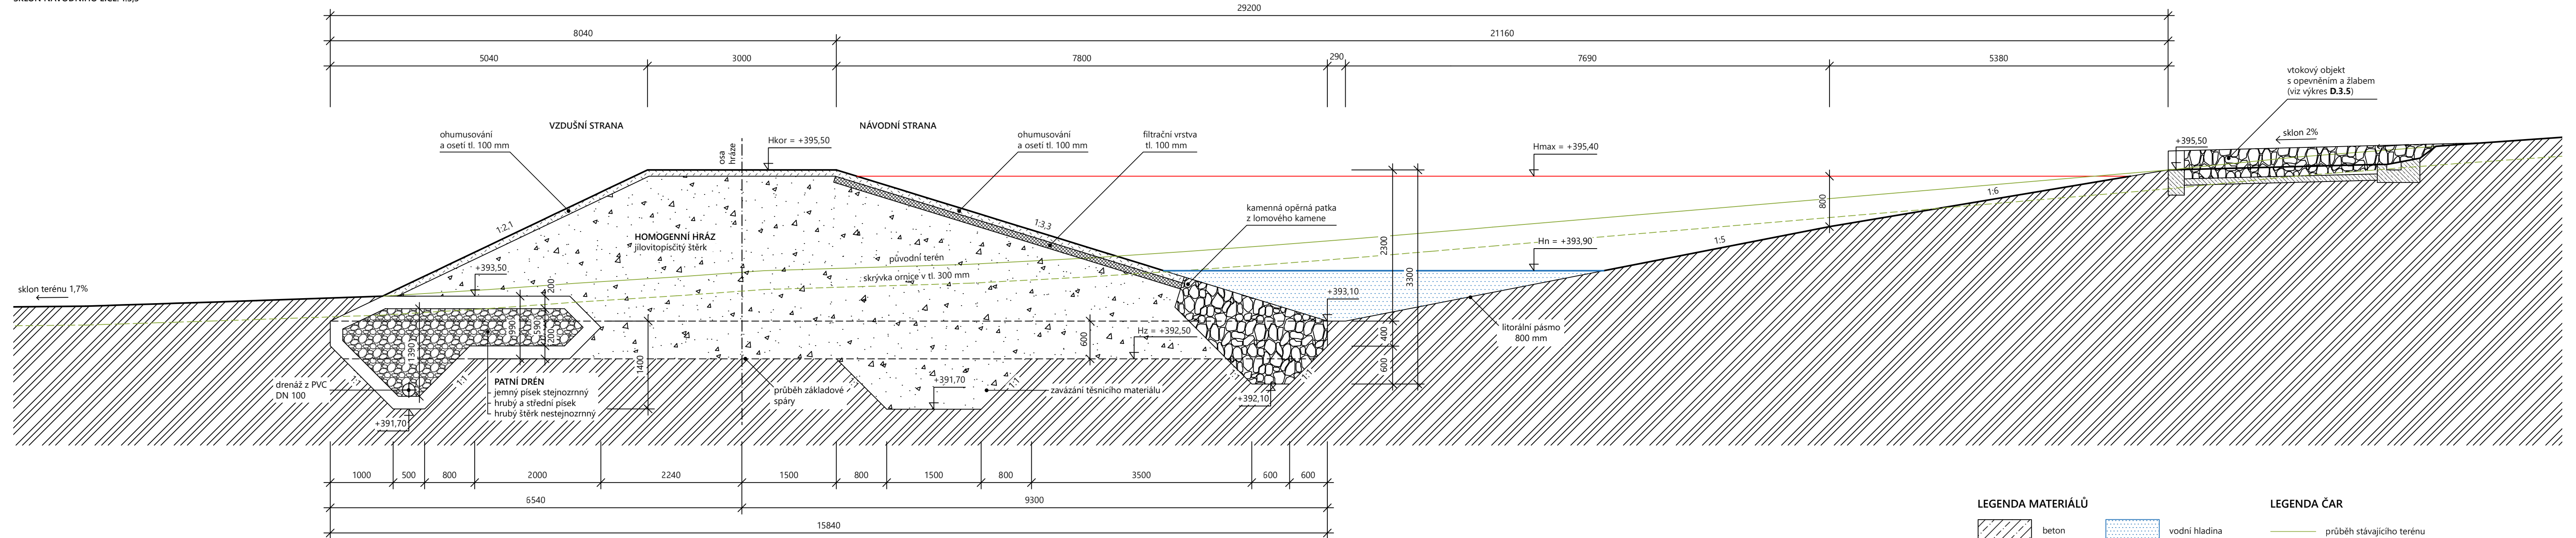 29200
8040
21160
5040
3000
7800
290
7690
5380
vtokový objekt
s opevněním a žlabem
(viz výkres D.3.5)
VZDUŠNÍ STRANA
NÁVODNÍ STRANA
ohumusování
a osetí tl. 100 mm
osa
hráze
Hkor = +395,50
ohumusování
a osetí tl. 100 mm
filtrační vrstva
tl. 100 mm
Hmax = +395,40
sklon 2%
+395,50
1:2,1
1:3,3
1:6
1:5
800
kamenná opěrná patka
z lomového kamene
HOMOGENNÍ HRÁZ
jílovitopísčitý štěrk
původní terén
skrývka ornice v tl. 300 mm
2300
3300
Hn = +393,90
sklon terénu 1,7%
+393,50
200
990
590
200
1390
1400
+393,10
400
600
600
Hz = +392,50
litorální pásmo
800 mm
drenáž z PVC
DN 100
1:1
1:1
PATNÍ DRÉN
jemný písek stejnozrnný
hrubý a střední písek
hrubý štěrk nestejnozrnný
průběh základové
spáry
1:1
+391,70
1:1
zavázání těsnicího materiálu
1:1
1:1
+392,10
+391,70
1000
500
800
2000
2240
1500
800
1500
800
3500
600
600
6540
9300
15840
LEGENDA MATERIÁLŮ
LEGENDA ČAR
beton
vodní hladina
průběh stávajícího terénu